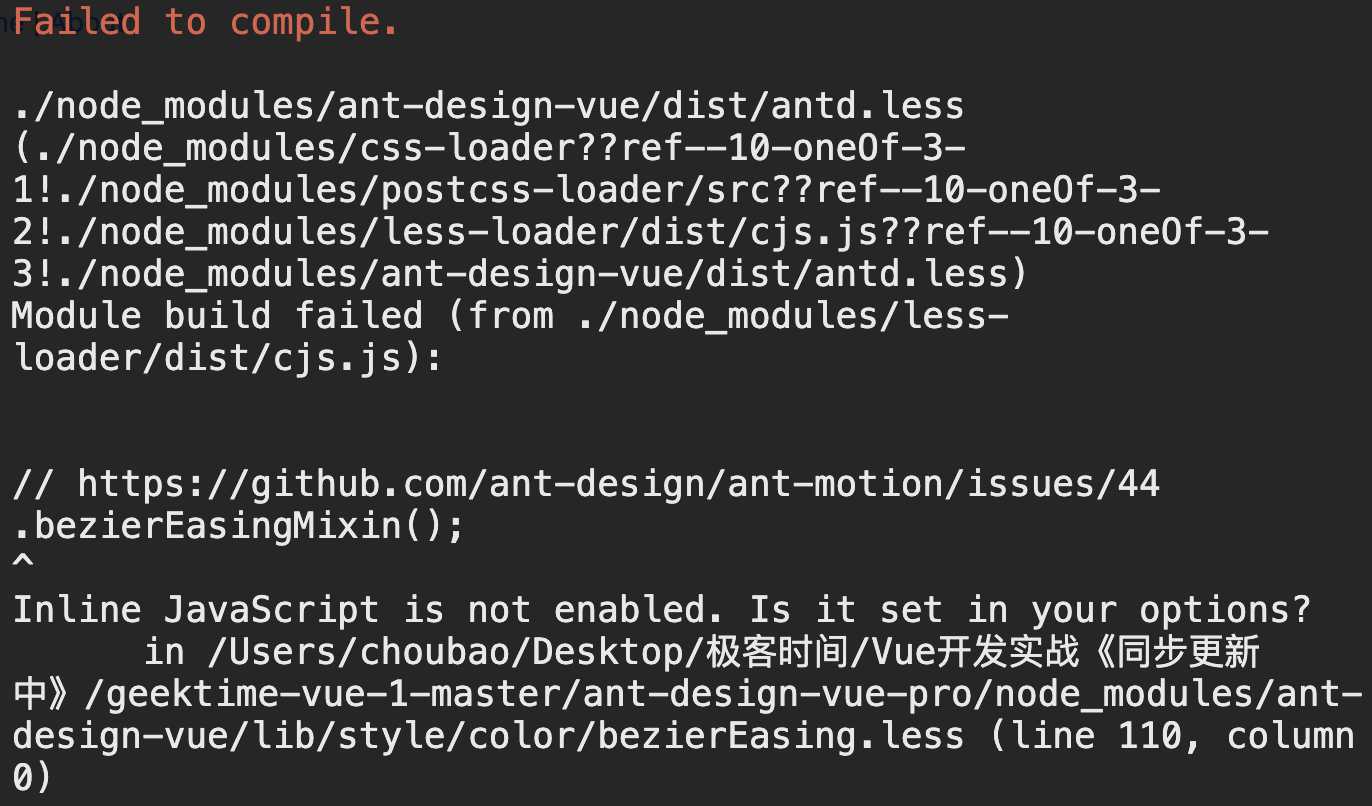 Failed to compile.
./node_modules/ant-design-vue/dist/antd.less
(./node_modules/css-loader??ref--10-oneOf-3-
1!./node_modules/postcss-loader/src??ref--10-oneOf-3-
2!./node_modules/less-loader/dist/cjs.js??ref--10-oneOf-3-
3!./node_modules/ant-design-vue/dist/antd.less)
Module build failed (from ./node_modules/less-
loader/dist/cjs.js):
// https://github.com/ant-design/ant-motion/issues/44
.bezierEasingMixin();
^
Inline JavaScript is not enabled. Is it set in your options?
in /Users/choubao/Desktop/极客时间/Vue开发实战《同步更新
中》/geektime-vue-1-master/ant-design-vue-pro/node_modules/ant-
design-vue/lib/style/color/bezierEasing.less (line 110, column
0)